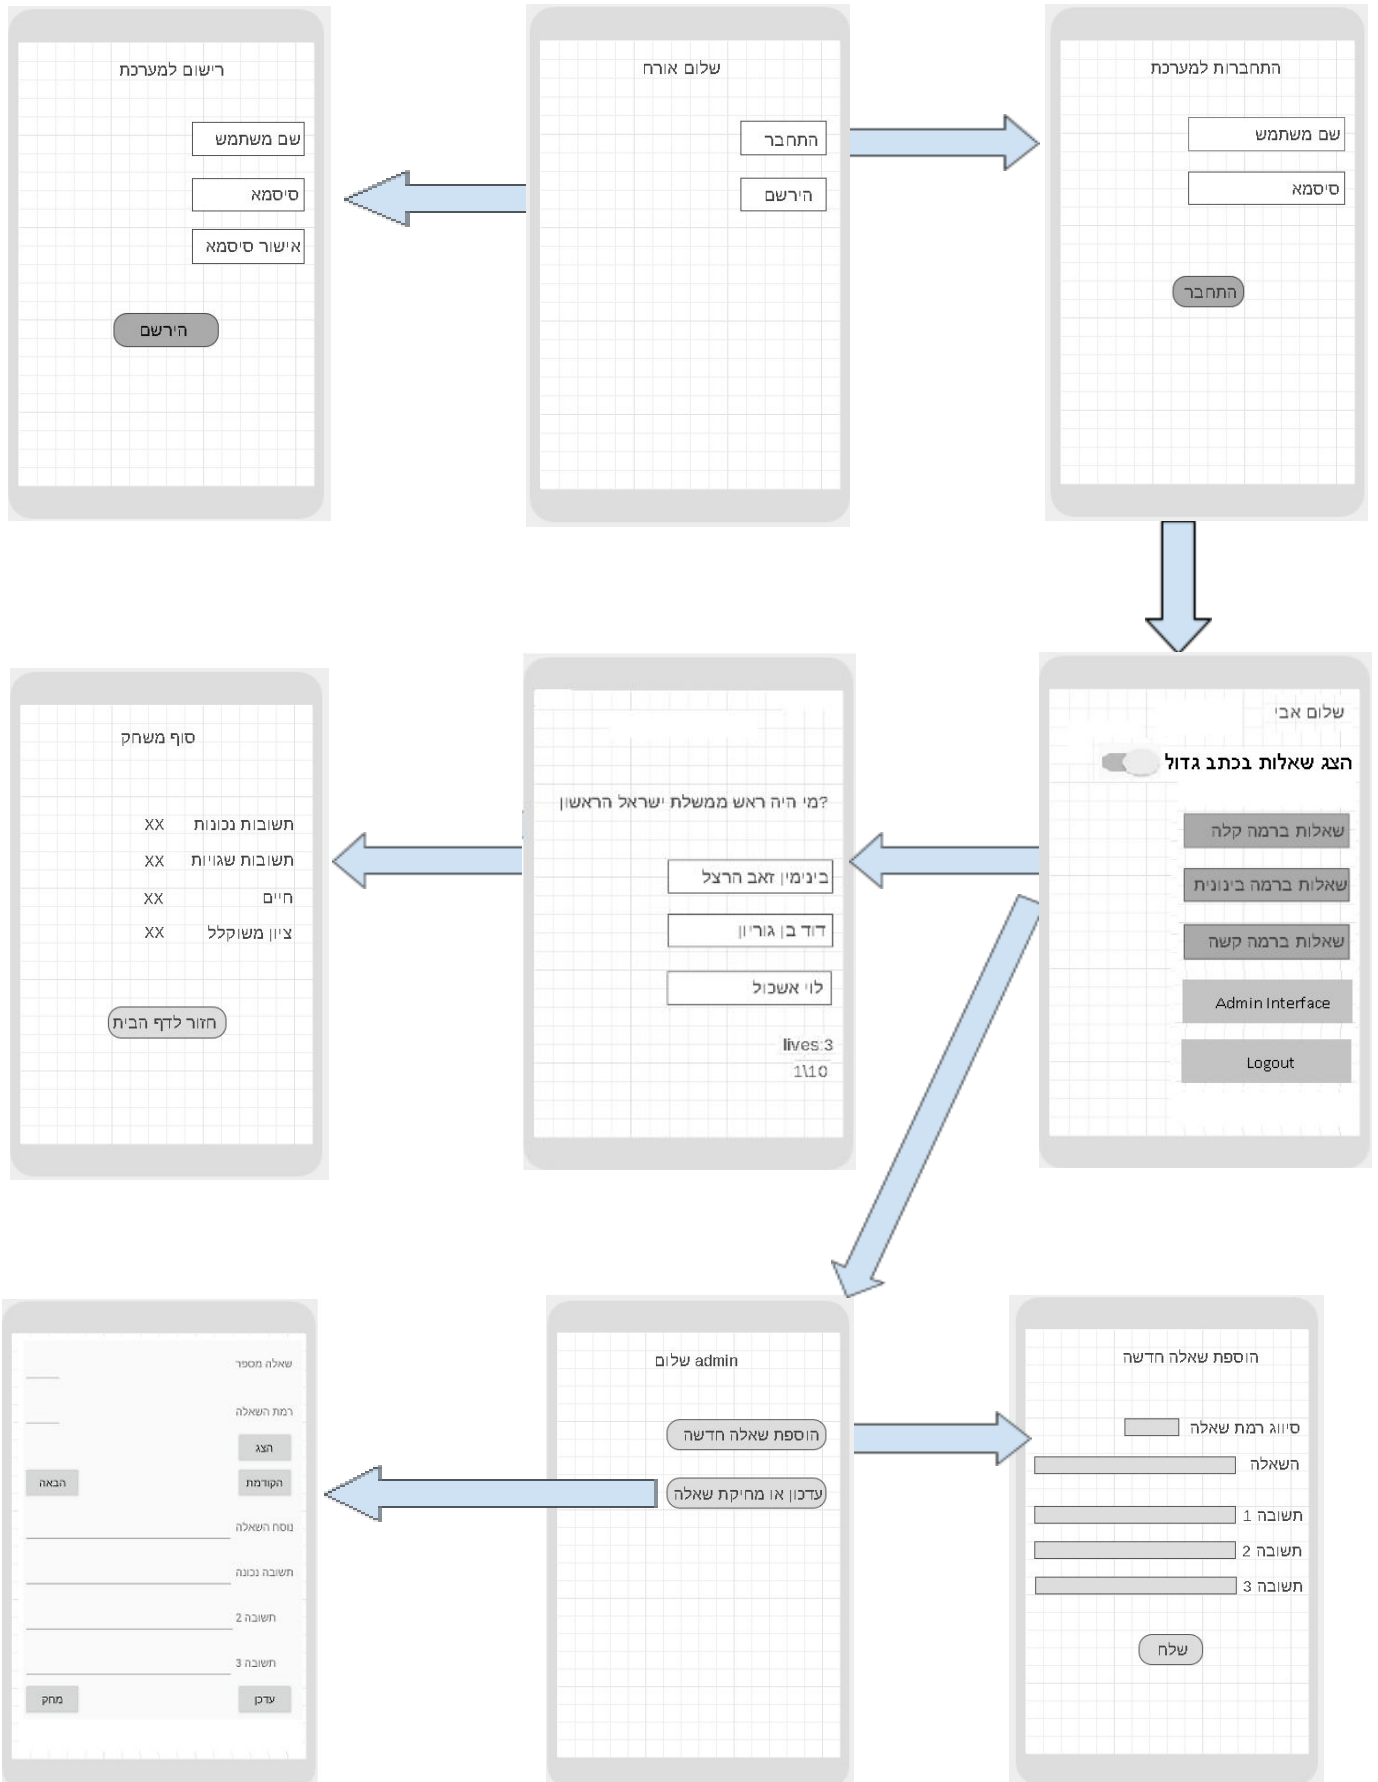 רישום למערכת
שם משתמש
סיסמא
אישור סיסמא
הירשם
שלום אורח
התחבר
הירשם
התחברות למערכת
שם משתמש
סיסמא
התחבר
שלום אבי
הצג שאלות בכתב גדול
שאלות ברמה קלה
שאלות ברמה בינונית
שאלות ברמה קשה
Admin Interface
Logout
?מי היה ראש ממשלת ישראל הראשון
בינימין זאב הרצל
דוד בן גוריון
לוי אשכול
lives:3
1\10
סוף משחק
תשובות נכונות XX
תשובות שגויות XX
חיים XX
ציון משוקלל XX
חזור לדף הבית
שאלה מספר
רמת השאלה
הצג
הקודמת הבאה
נוסח השאלה
תשובה נכונה
תשובה 2
תשובה 3
עדכן מחק
שלום admin
הוספת שאלה חדשה
עדכון או מחיקת שאלה
הוספת שאלה חדשה
סיווג רמת שאלה
השאלה
תשובה 1
תשובה 2
תשובה 3
שלח